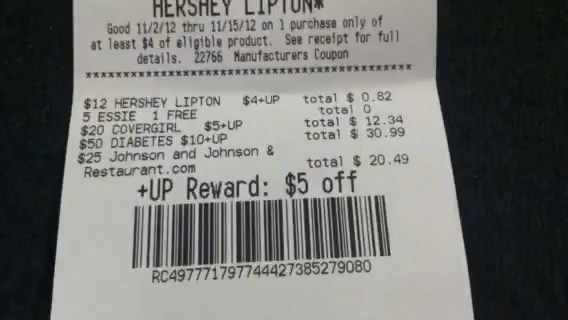 HERSHEY LIPTON*
Good 11/2/12 thru 11/15/12 on 1 purchase only of
at least $4 of eligible product. See receipt for full
details. 22766 Manufacturers Coupon
*****************************************************
$12 HERSHEY LIPTON $4+UP total $ 0.82
5 ESSIE 1 FREE total 0
$20 COVERGIRL $5+UP total $ 12.34
$50 DIABETES $10+UP total $ 30.99
$25 Johnson and Johnson &
Restaurant.com total $ 20.49
+UP Reward: $5 off
RC497771797744427385279080